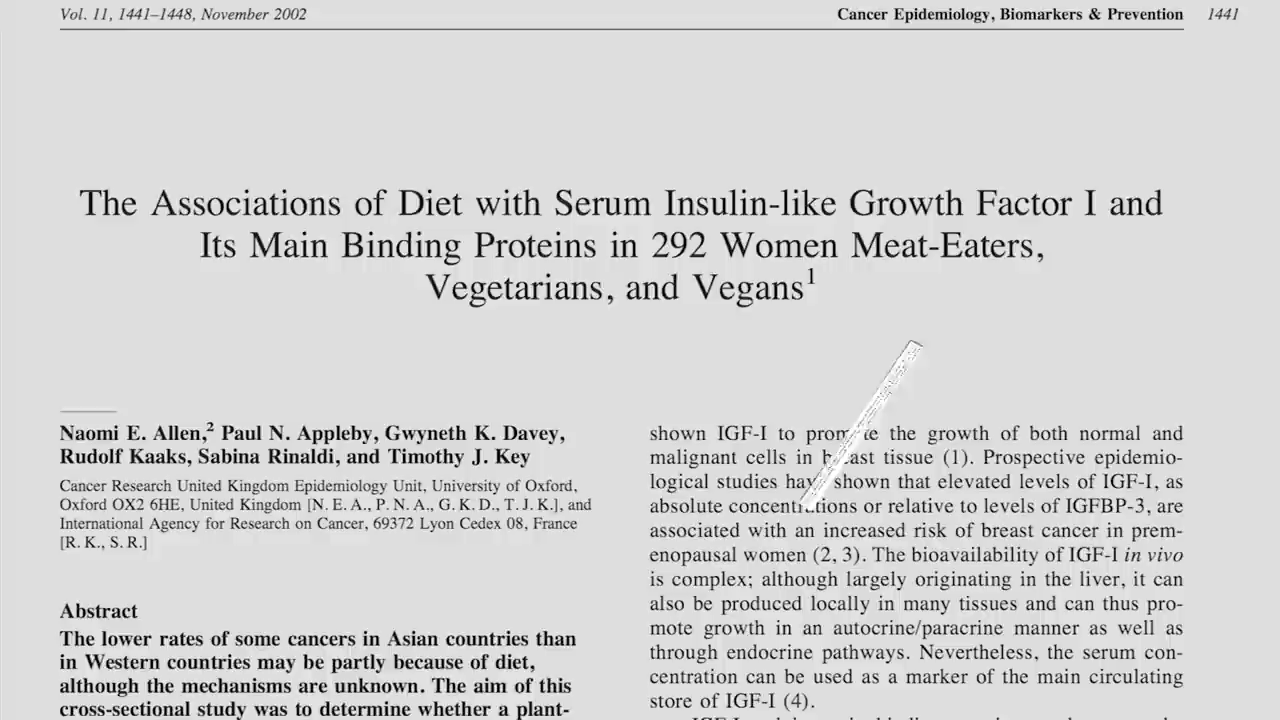 Vol. 11, 1441–1448, November 2002
Cancer Epidemiology, Biomarkers & Prevention 1441
The Associations of Diet with Serum Insulin-like Growth Factor I and
Its Main Binding Proteins in 292 Women Meat-Eaters,
Vegetarians, and Vegans1
Naomi E. Allen,2 Paul N. Appleby, Gwyneth K. Davey,
Rudolf Kaaks, Sabina Rinaldi, and Timothy J. Key
Cancer Research United Kingdom Epidemiology Unit, University of Oxford,
Oxford OX2 6HE, United Kingdom [N. E. A., P. N. A., G. K. D., T. J. K.], and
International Agency for Research on Cancer, 69372 Lyon Cedex 08, France
[R. K., S. R.]
Abstract
The lower rates of some cancers in Asian countries than
in Western countries may be partly because of diet,
although the mechanisms are unknown. The aim of this
cross-sectional study was to determine whether a plant-
shown IGF-I to promote the growth of both normal and
malignant cells in breast tissue (1). Prospective epidemio-
logical studies have shown that elevated levels of IGF-I, as
absolute concentrations or relative to levels of IGFBP-3, are
associated with an increased risk of breast cancer in prem-
enopausal women (2, 3). The bioavailability of IGF-I in vivo
is complex; although largely originating in the liver, it can
also be produced locally in many tissues and can thus pro-
mote growth in an autocrine/paracrine manner as well as
through endocrine pathways. Nevertheless, the serum con-
centration can be used as a marker of the main circulating
store of IGF-I (4).